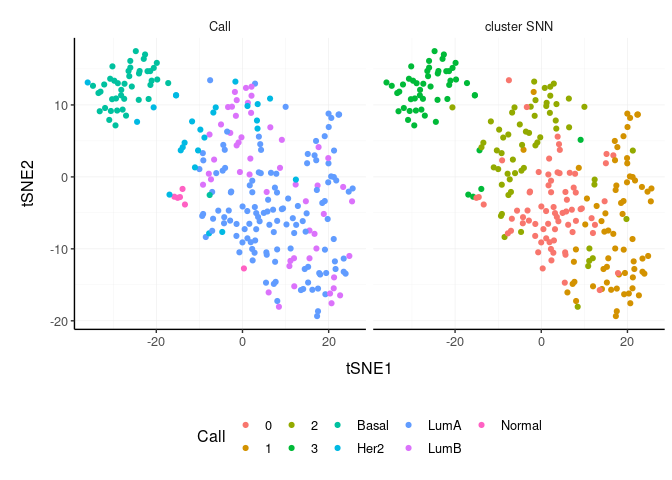 Call
cluster SNN
tSNE2
10
0
-10
-20
-20
0
20
-20
0
20
tSNE1
Call
0
2
Basal
LumA
Normal
1
3
Her2
LumB